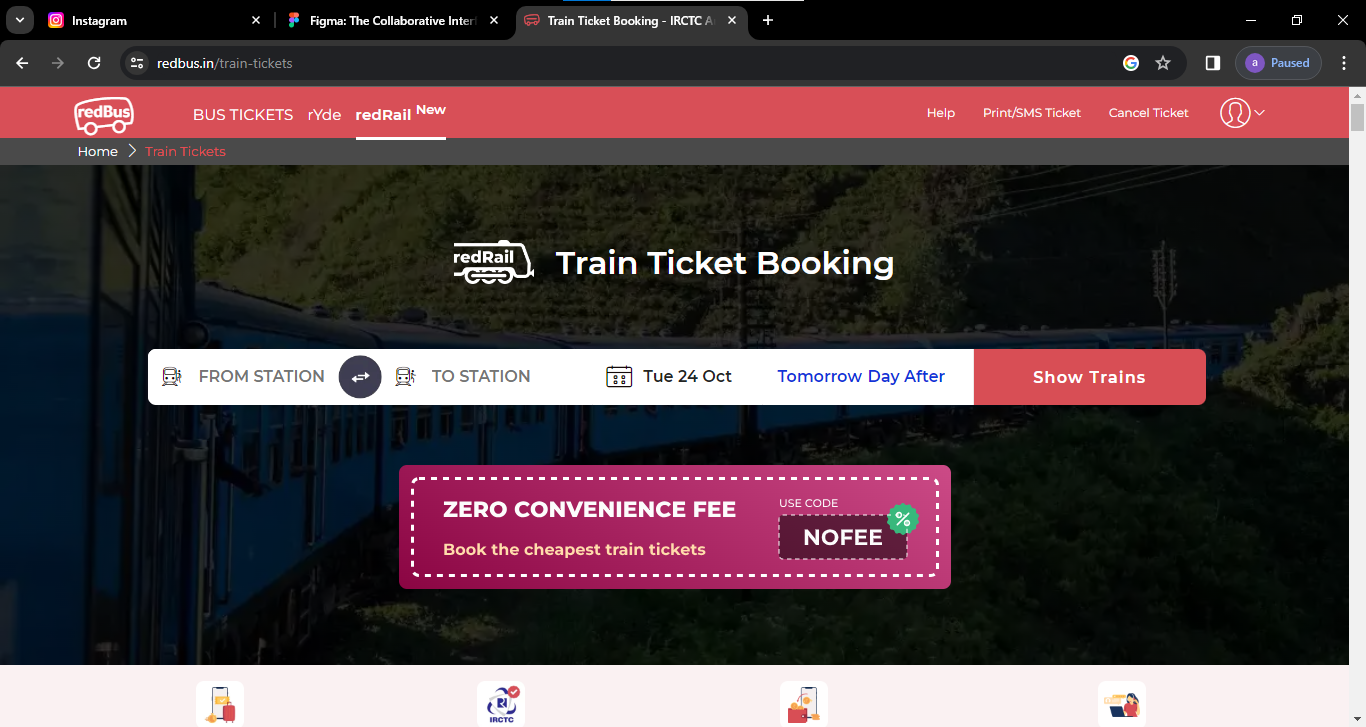 Instagram
Figma: The Collaborative Inter
Train Ticket Booking - IRCTC A
redbus.in/train-tickets
a Paused
redBus
BUS TICKETS rYde redRail New
Help Print/SMS Ticket Cancel Ticket
Home Train Tickets
redRail
Train Ticket Booking
FROM STATION TO STATION Tue 24 Oct Tomorrow Day After Show Trains
ZERO CONVENIENCE FEE
Book the cheapest train tickets
USE CODE
%
NOFEE
IRCTC